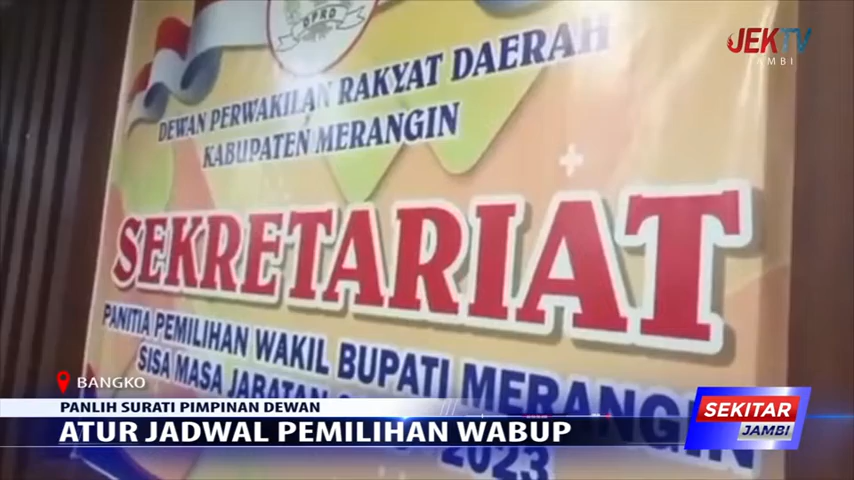 JEKTV
JAMBI
DPRD
DEWAN PERWAKILAN RAKYAT DAERAH
KABUPATEN MERANGIN
SEKRETARIAT
PANITIA PEMILIHAN WAKIL BUPATI MERANGIN
SISA MASA JABATAN
2023
BANGKO
PANLIH SURATI PIMPINAN DEWAN
ATUR JADWAL PEMILIHAN WABUP
SEKITAR
JAMBI